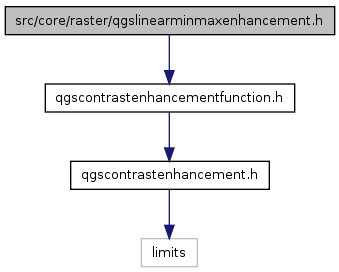 src/core/raster/qgslinearminmaxenhancement.h
qgscontrastenhancementfunction.h
qgscontrastenhancement.h
limits